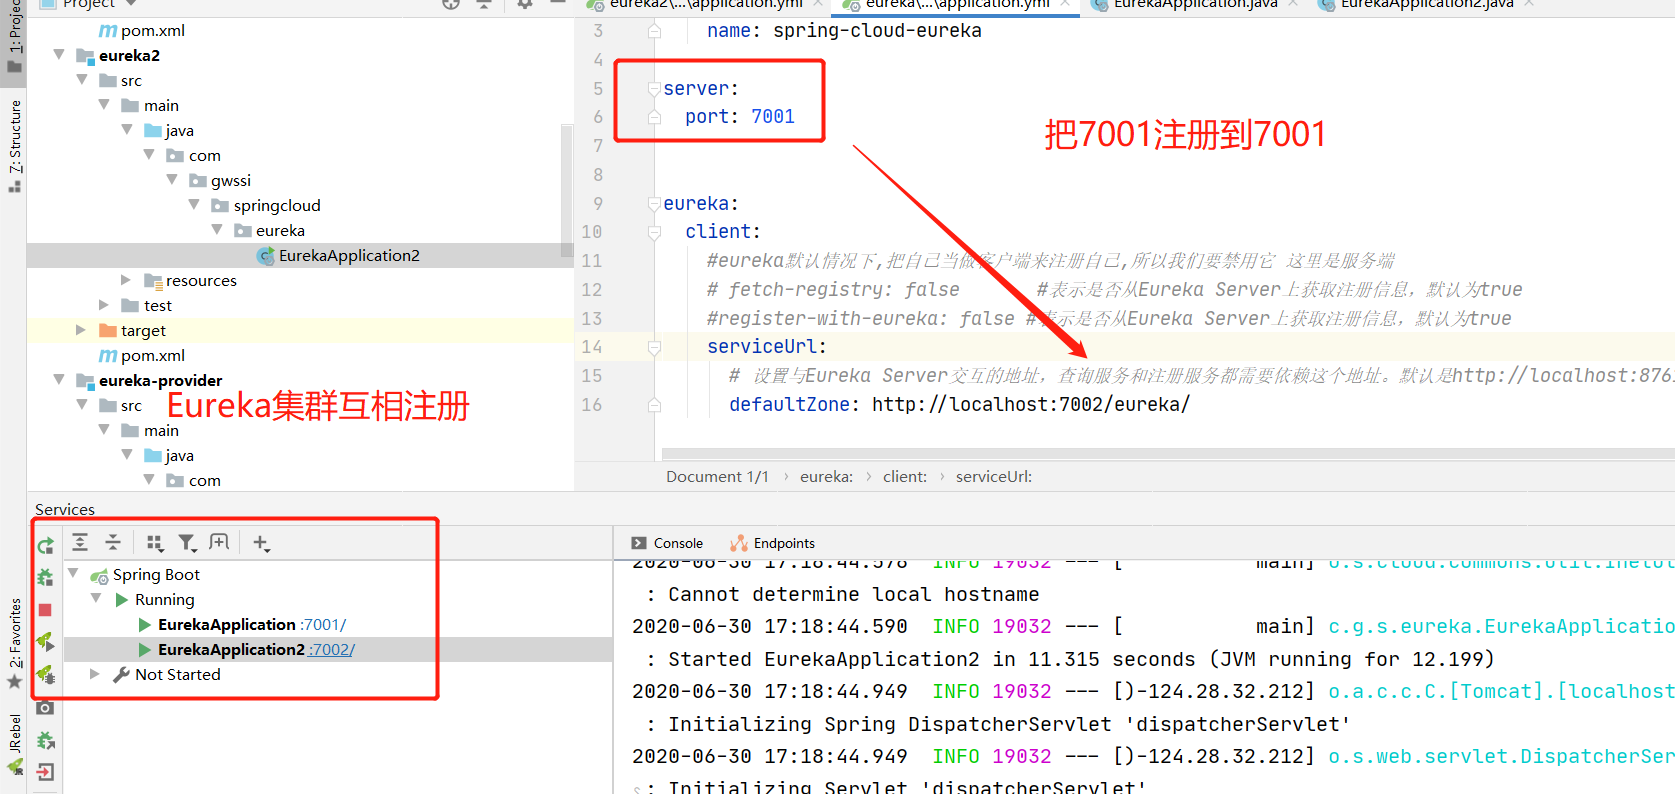 1: Project
Project
eureka2\...\application.yml
eureka\...\application.yml
EurekaApplication.java
EurekaApplication2.java
pom.xml
eureka2
src
main
java
com
gwssi
springcloud
eureka
EurekaApplication2
resources
test
target
pom.xml
eureka-provider
src
Eureka集群互相注册
main
java
com
7: Structure
2: Favorites
JRebel
3 name: spring-cloud-eureka
4
5 server:
6 port: 7001
把7001注册到7001
7
8
9 eureka:
10 client:
11 #eureka默认情况下,把自己当做客户端来注册自己,所以我们要禁用它 这里是服务端
12 # fetch-registry: false #表示是否从Eureka Server上获取注册信息，默认为true
13 #register-with-eureka: false #表示是否从Eureka Server上获取注册信息，默认为true
14 serviceUrl:
15 # 设置与Eureka Server交互的地址，查询服务和注册服务都需要依赖这个地址。默认是http://localhost:876
16 defaultZone: http://localhost:7002/eureka/
Document 1/1 › eureka: › client: › serviceUrl:
Services
Spring Boot
Running
EurekaApplication :7001/
EurekaApplication2 :7002/
Not Started
Console Endpoints
2020-06-30 17:18:44.578 INFO 19032 --- [ main] o.s.cloud.commons.util.InetUt
: Cannot determine local hostname
2020-06-30 17:18:44.590 INFO 19032 --- [ main] c.g.s.eureka.EurekaApplicatio
: Started EurekaApplication2 in 11.315 seconds (JVM running for 12.199)
2020-06-30 17:18:44.949 INFO 19032 --- [)-124.28.32.212] o.a.c.c.C.[Tomcat].[localhost
: Initializing Spring DispatcherServlet 'dispatcherServlet'
2020-06-30 17:18:44.949 INFO 19032 --- [)-124.28.32.212] o.s.web.servlet.DispatcherSer
: Initializing Servlet 'dispatcherServlet'